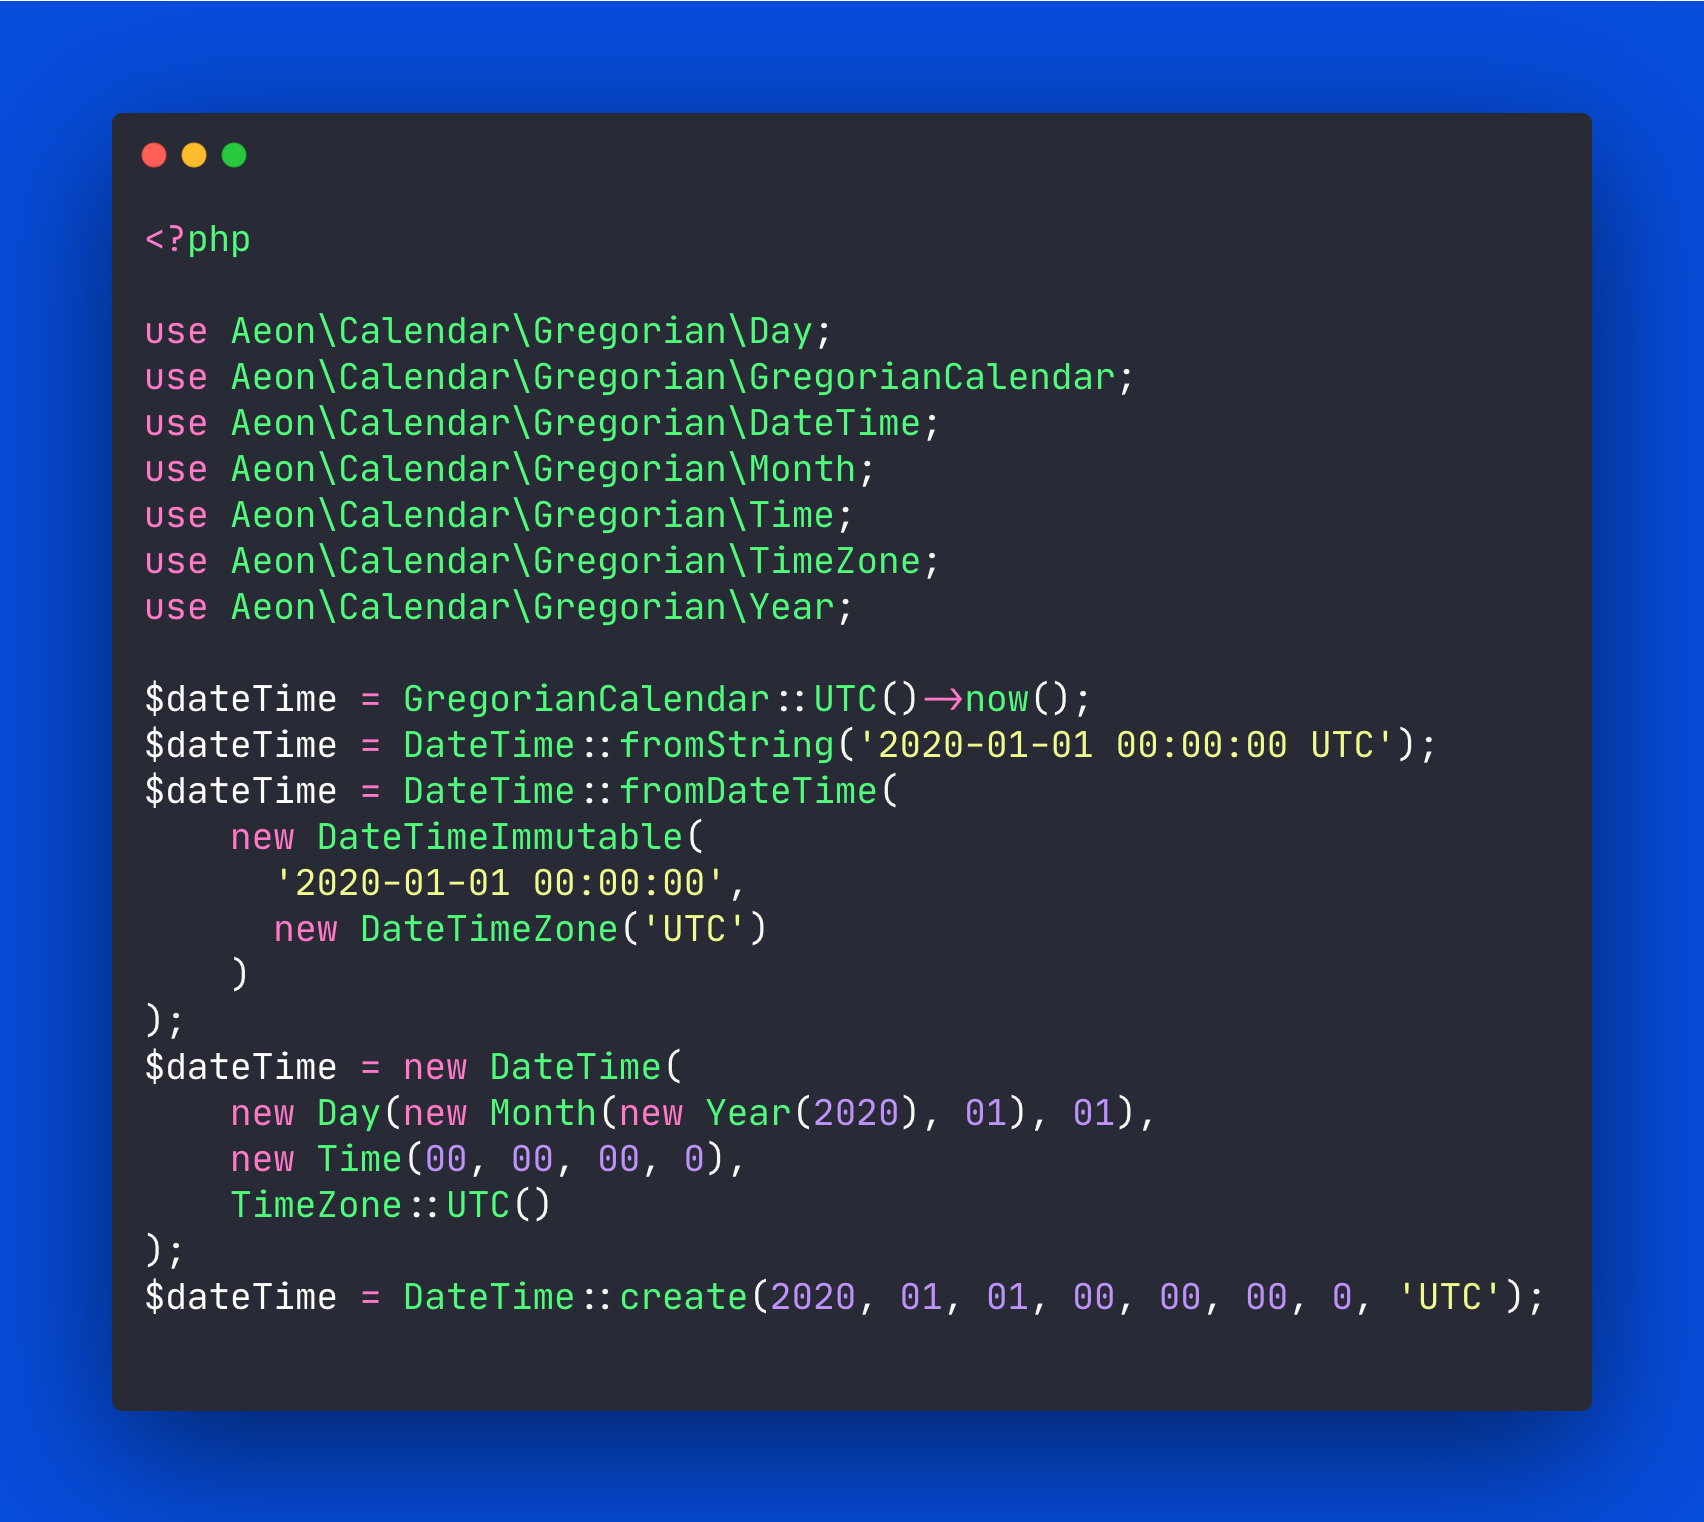 <?php
use Aeon\Calendar\Gregorian\Day;
use Aeon\Calendar\Gregorian\GregorianCalendar;
use Aeon\Calendar\Gregorian\DateTime;
use Aeon\Calendar\Gregorian\Month;
use Aeon\Calendar\Gregorian\Time;
use Aeon\Calendar\Gregorian\TimeZone;
use Aeon\Calendar\Gregorian\Year;
$dateTime = GregorianCalendar::UTC()->now();
$dateTime = DateTime::fromString('2020-01-01 00:00:00 UTC');
$dateTime = DateTime::fromDateTime(
    new DateTimeImmutable(
      '2020-01-01 00:00:00',
      new DateTimeZone('UTC')
    )
);
$dateTime = new DateTime(
    new Day(new Month(new Year(2020), 01), 01),
    new Time(00, 00, 00, 0),
    TimeZone::UTC()
);
$dateTime = DateTime::create(2020, 01, 01, 00, 00, 00, 0, 'UTC');